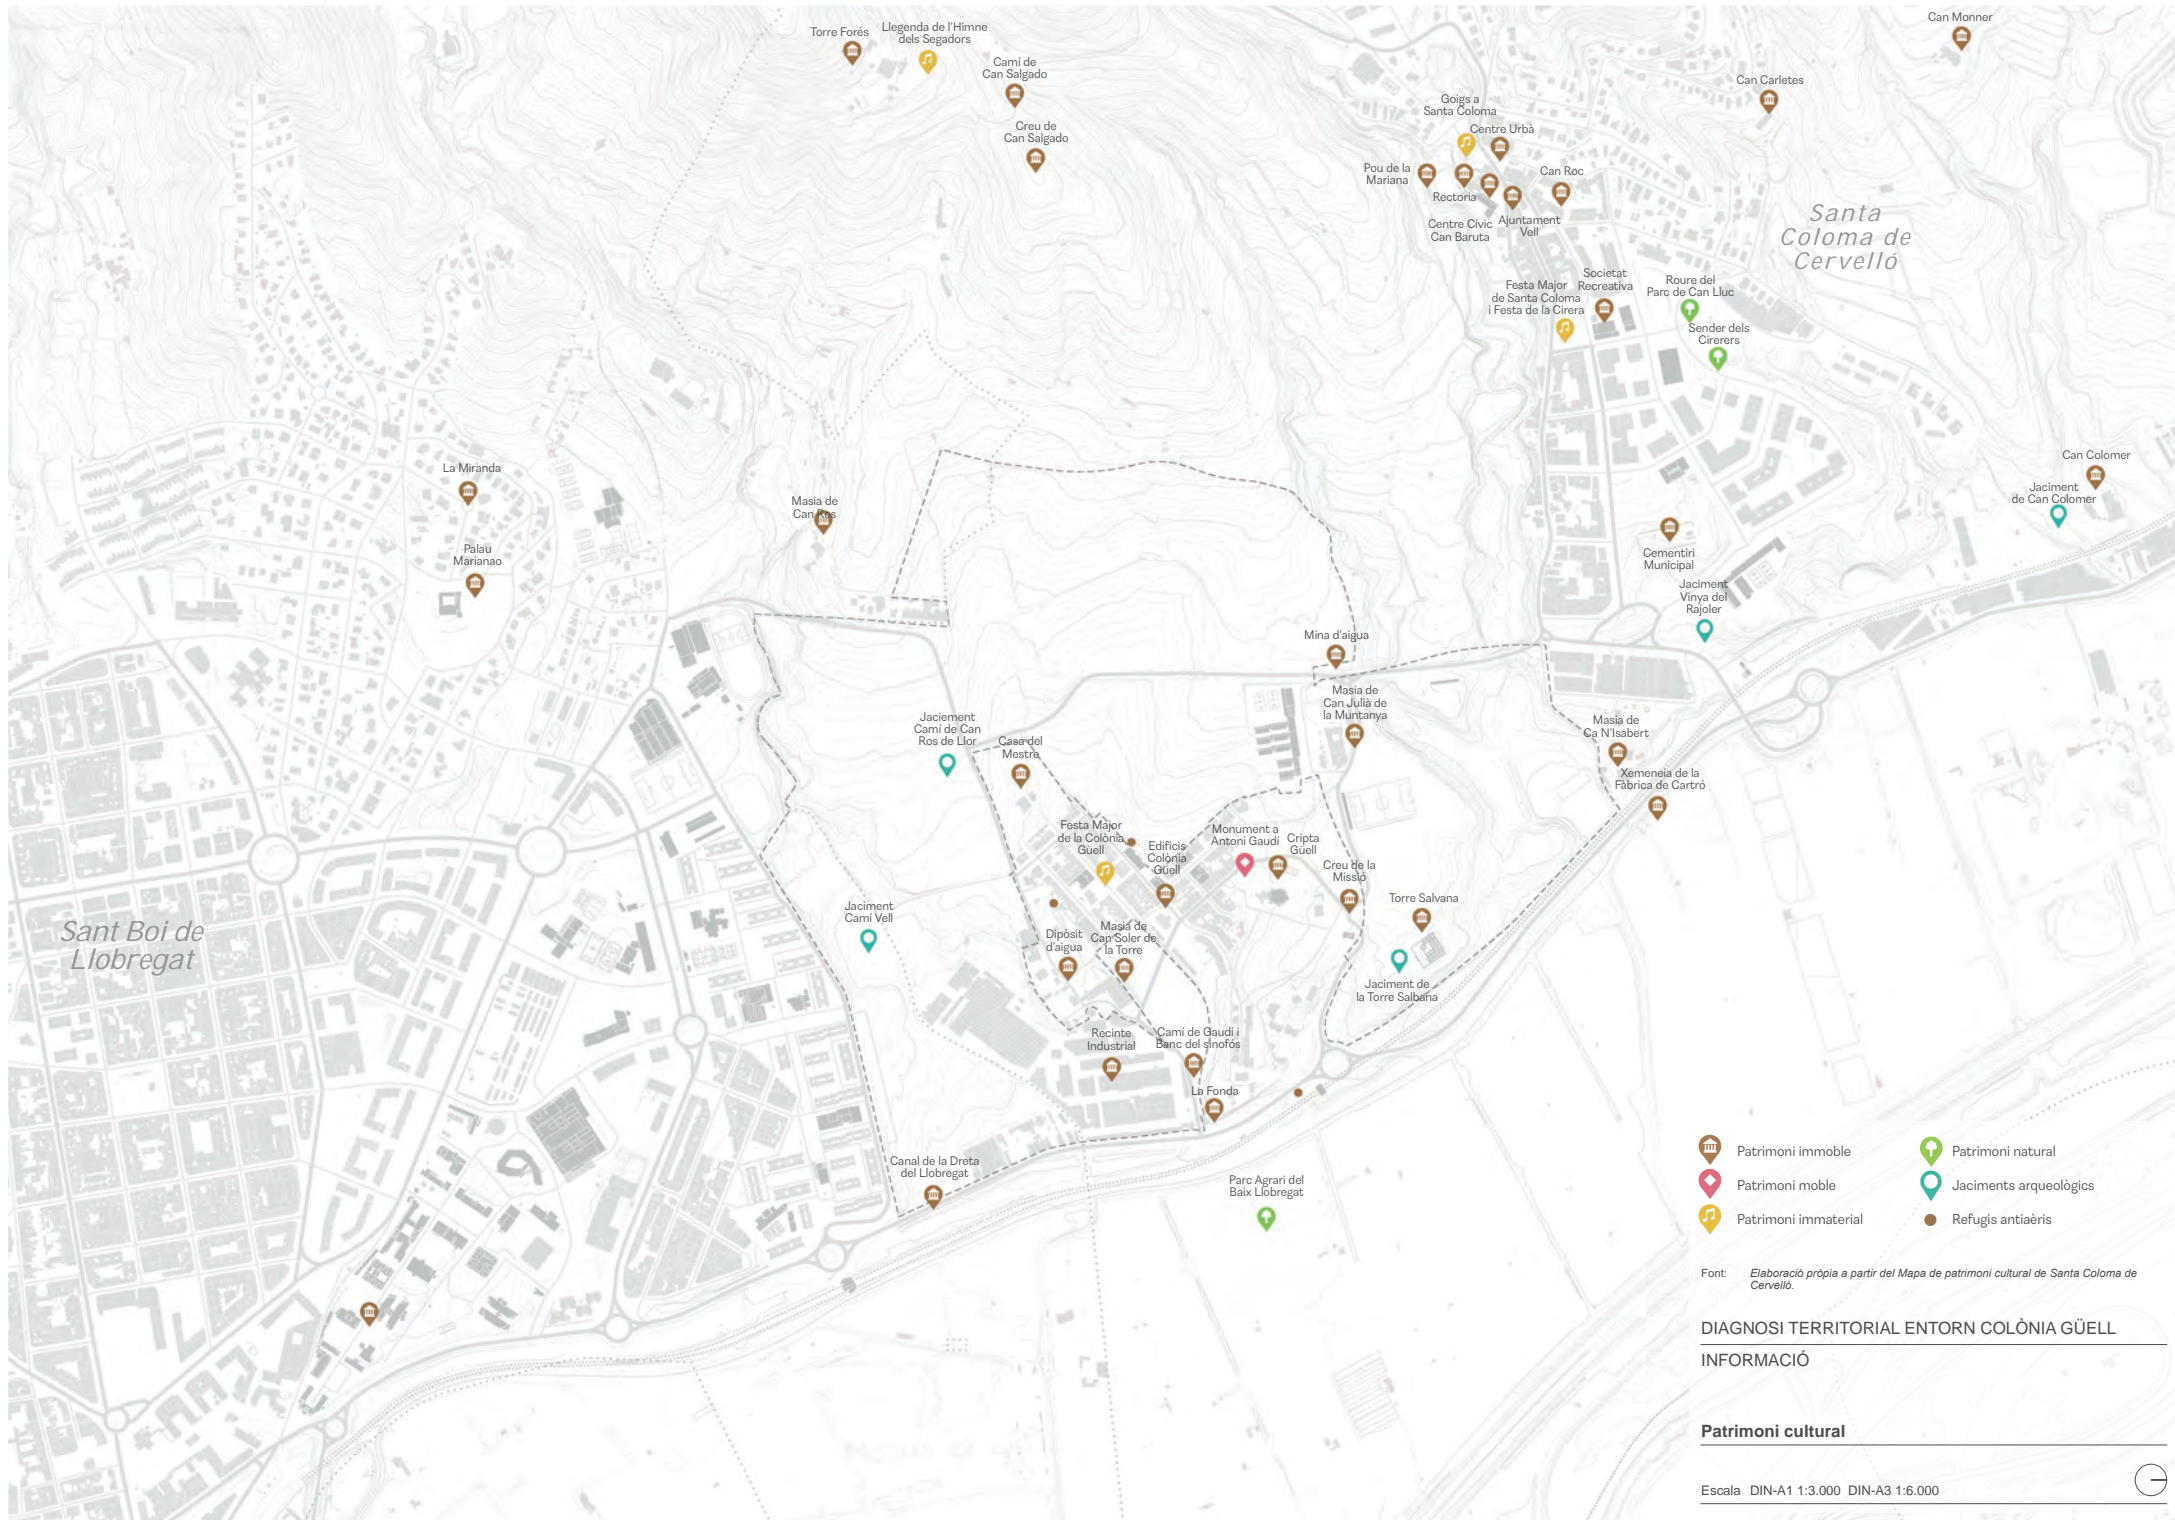 Torre Forés
Llegenda de l'Himne
dels Segadors
Camí de
Can Salgado
Creu de
Can Salgado
Can Monner
Can Carletes
Goigs a
Santa Coloma
Centre Urbà
Pou de la
Mariana
Rectoria
Can Roc
Centre Cívic
Can Baruta
Ajuntament
Vell
Santa
Coloma de
Cervelló
Societat
Recreativa
Festa Major
de Santa Coloma
i Festa de la Cirera
Roure del
Parc de Can Lluc
Sender dels
Cirerers
La Miranda
Palau
Marianao
Masia de
Can Ros
Can Colomer
Jaciment
de Can Colomer
Cementiri
Municipal
Jaciment
Vinya del
Rajoler
Mina d'aigua
Masia de
Can Julià de
la Muntanya
Jaciement
Camí de Can
Ros de Llor
Casa del
Mestre
Masia de
Ca N'Isabert
Xemeneia de la
Fàbrica de Cartró
Festa Major
de la Colònia
Güell
Edificis
Colònia
Güell
Monument a
Antoni Gaudí
Cripta
Güell
Creu de la
Missió
Torre Salvana
Jaciment
Camí Vell
Sant Boi de
Llobregat
Dipòsit
d'aigua
Masia de
Can Soler de
la Torre
Jaciment de
la Torre Salbana
Recinte
Industrial
Camí de Gaudí i
Banc del sinofós
La Fonda
Canal de la Dreta
del Llobregat
Parc Agrari del
Baix Llobregat
Patrimoni immoble
Patrimoni moble
Patrimoni immaterial
Patrimoni natural
Jaciments arqueològics
Refugis antiaèris
Font: Elaboració pròpia a partir del Mapa de patrimoni cultural de Santa Coloma de
Cervelló.
DIAGNOSI TERRITORIAL ENTORN COLÒNIA GÜELL
INFORMACIÓ
Patrimoni cultural
Escala DIN-A1 1:3.000 DIN-A3 1:6.000